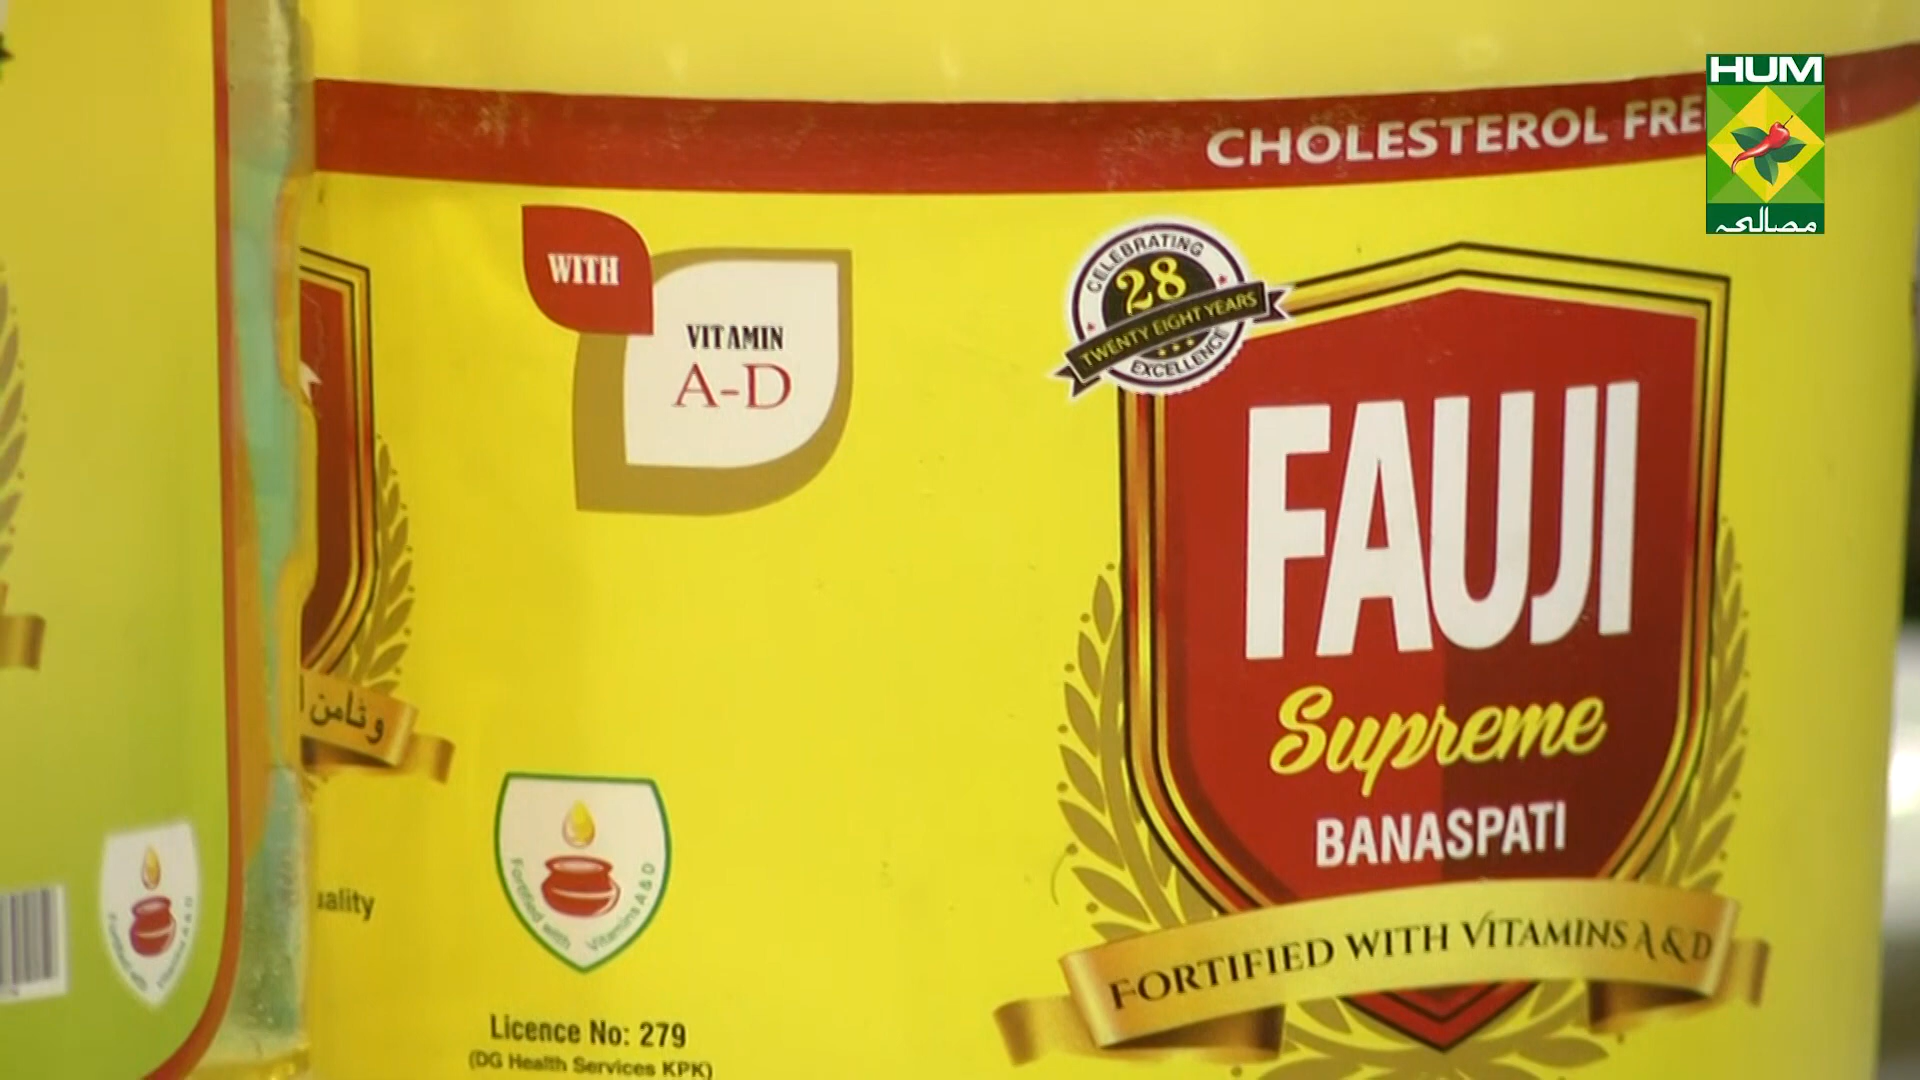 HUM
مصالحہ
CHOLESTEROL FRE
WITH
VITAMIN
A-D
CELEBRATING
28
TWENTY EIGHT YEARS
EXCELLENCE
FAUJI
Supreme
BANASPATI
FORTIFIED WITH VITAMINS A & D
وٹامن
Fortified with Vitamins A & D
uality
Licence No: 279
(DG Health Services KPK)